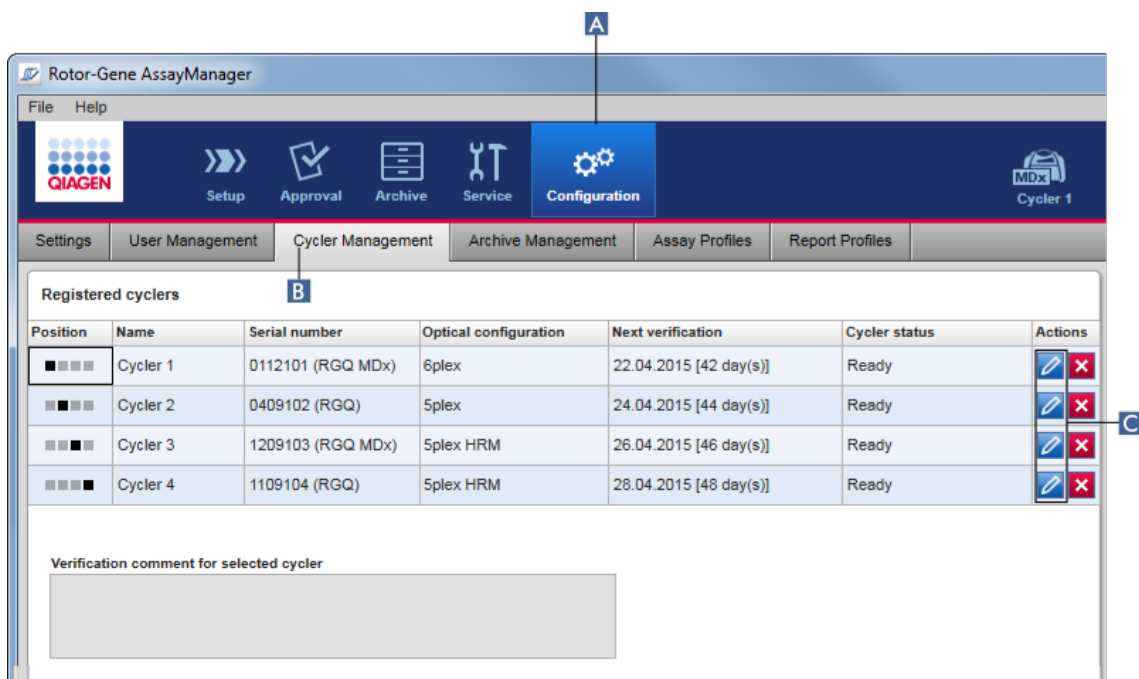 A
Rotor-Gene AssayManager
File Help
QIAGEN
Setup Approval Archive Service Configuration
MDx
Cycler 1
Settings User Management Cycler Management Archive Management Assay Profiles Report Profiles
B
Registered cyclers
Position Name Serial number Optical configuration Next verification Cycler status Actions
Cycler 1 0112101 (RGQ MDx) 6plex 22.04.2015 [42 day(s)] Ready
Cycler 2 0409102 (RGQ) 5plex 24.04.2015 [44 day(s)] Ready
C
Cycler 3 1209103 (RGQ MDx) 5plex HRM 26.04.2015 [46 day(s)] Ready
Cycler 4 1109104 (RGQ) 5plex HRM 28.04.2015 [48 day(s)] Ready
Verification comment for selected cycler